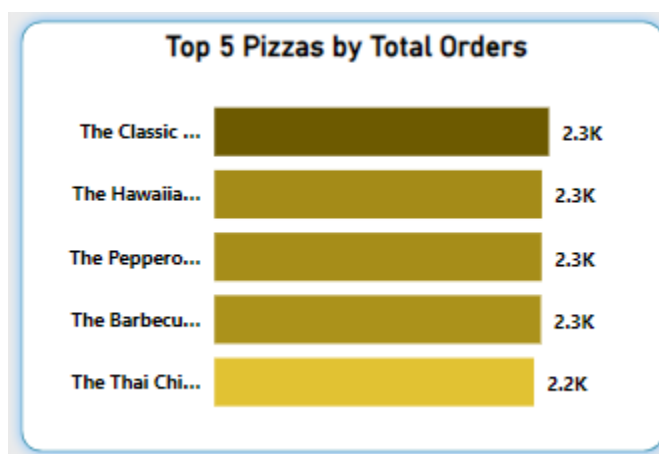 Top 5 Pizzas by Total Orders
The Classic ... 2.3K
The Hawaiia... 2.3K
The Peppero... 2.3K
The Barbecu... 2.3K
The Thai Chi... 2.2K